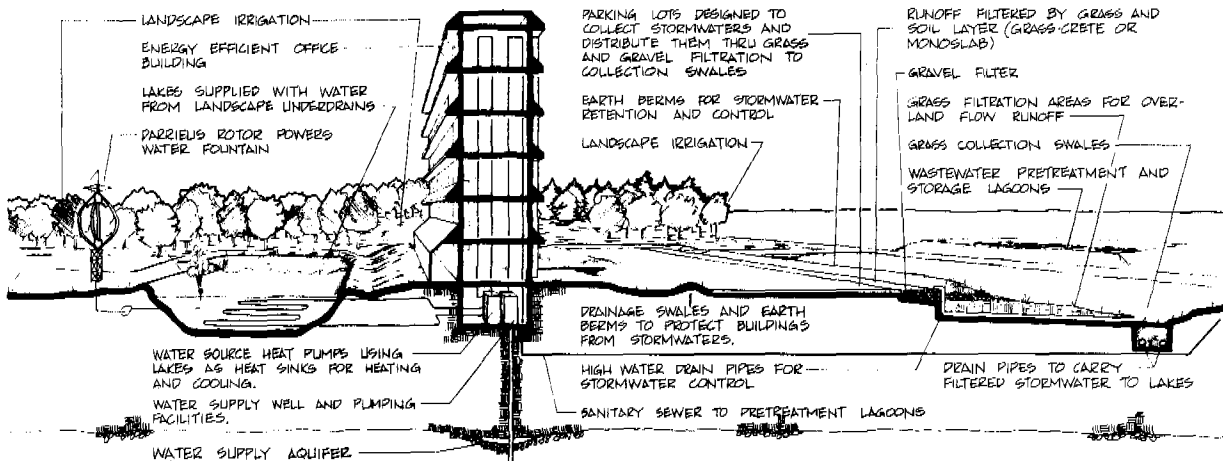 LANDSCAPE IRRIGATION
ENERGY EFFICIENT OFFICE
BUILDING
LAKES SUPPLIED WITH WATER
FROM LANDSCAPE UNDERDRAINS
DARRIEUS ROTOR POWERS
WATER FOUNTAIN
PARKING LOTS DESIGNED TO
COLLECT STORMWATERS AND
DISTRIBUTE THEM THRU GRASS
AND GRAVEL FILTRATION TO
COLLECTION SWALES
EARTH BERMS FOR STORMWATER
RETENTION AND CONTROL
LANDSCAPE IRRIGATION
RUNOFF FILTERED BY GRASS AND
SOIL LAYER (GRASS-CRETE OR
MONOSLAB)
GRAVEL FILTER
GRASS FILTRATION AREAS FOR OVER-
LAND FLOW RUNOFF
GRASS COLLECTION SWALES
WASTEWATER PRETREATMENT AND
STORAGE LAGOONS
WATER SOURCE HEAT PUMPS USING
LAKES AS HEAT SINKS FOR HEATING
AND COOLING.
WATER SUPPLY WELL AND PUMPING
FACILITIES.
WATER SUPPLY AQUIFER
DRAINAGE SWALES AND EARTH
BERMS TO PROTECT BUILDINGS
FROM STORMWATERS.
HIGH WATER DRAIN PIPES FOR
STORMWATER CONTROL
SANITARY SEWER TO PRETREATMENT LAGOONS
DRAIN PIPES TO CARRY
FILTERED STORMWATER TO LAKES